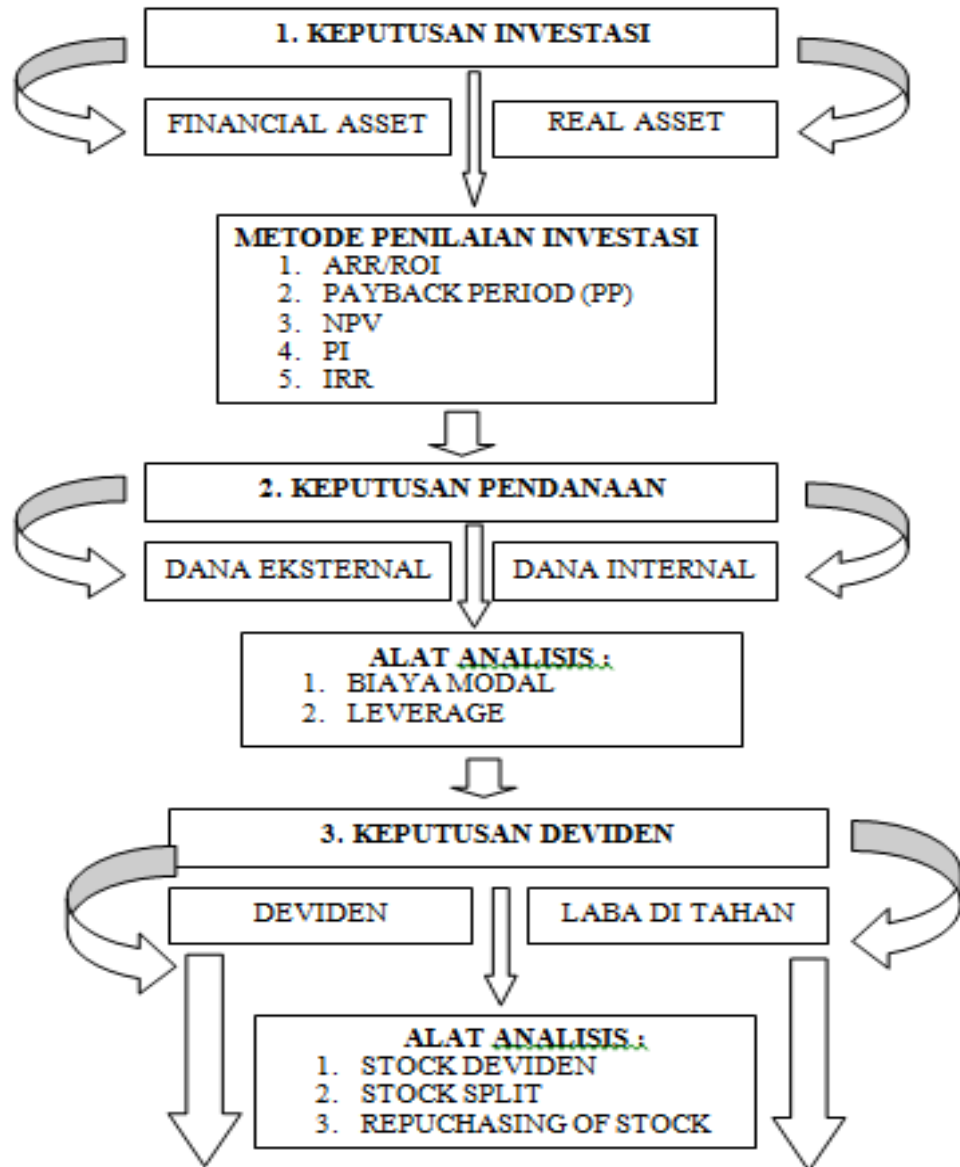 1. KEPUTUSAN INVESTASI
FINANCIAL ASSET
REAL ASSET
METODE PENILAIAN INVESTASI
1. ARR/ROI
2. PAYBACK PERIOD (PP)
3. NPV
4. PI
5. IRR
2. KEPUTUSAN PENDANAAN
DANA EKSTERNAL
DANA INTERNAL
ALAT ANALISIS :
1. BIAYA MODAL
2. LEVERAGE
3. KEPUTUSAN DEVIDEN
DEVIDEN
LABA DI TAHAN
ALAT ANALISIS :
1. STOCK DEVIDEN
2. STOCK SPLIT
3. REPUCHASING OF STOCK